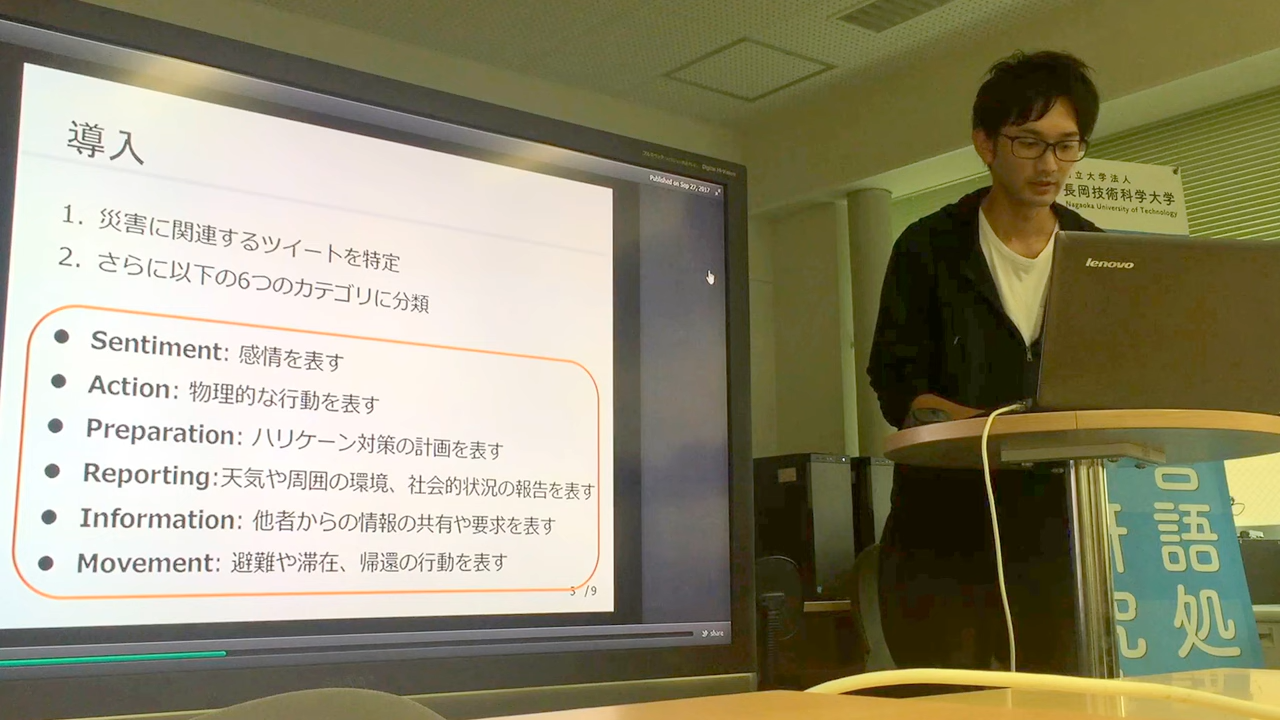 導入
Published on Sep 27, 2017
1. 災害に関連するツイートを特定
2. さらに以下の6つのカテゴリに分類
● Sentiment: 感情を表す
● Action: 物理的な行動を表す
● Preparation: ハリケーン対策の計画を表す
● Reporting:天気や周囲の環境、社会的状況の報告を表す
● Information: 他者からの情報の共有や要求を表す
● Movement: 避難や滞在、帰還の行動を表す
3 /9
share
立大学法人
長岡技術科学大学
Nagaoka University of Technology
lenovo
語処